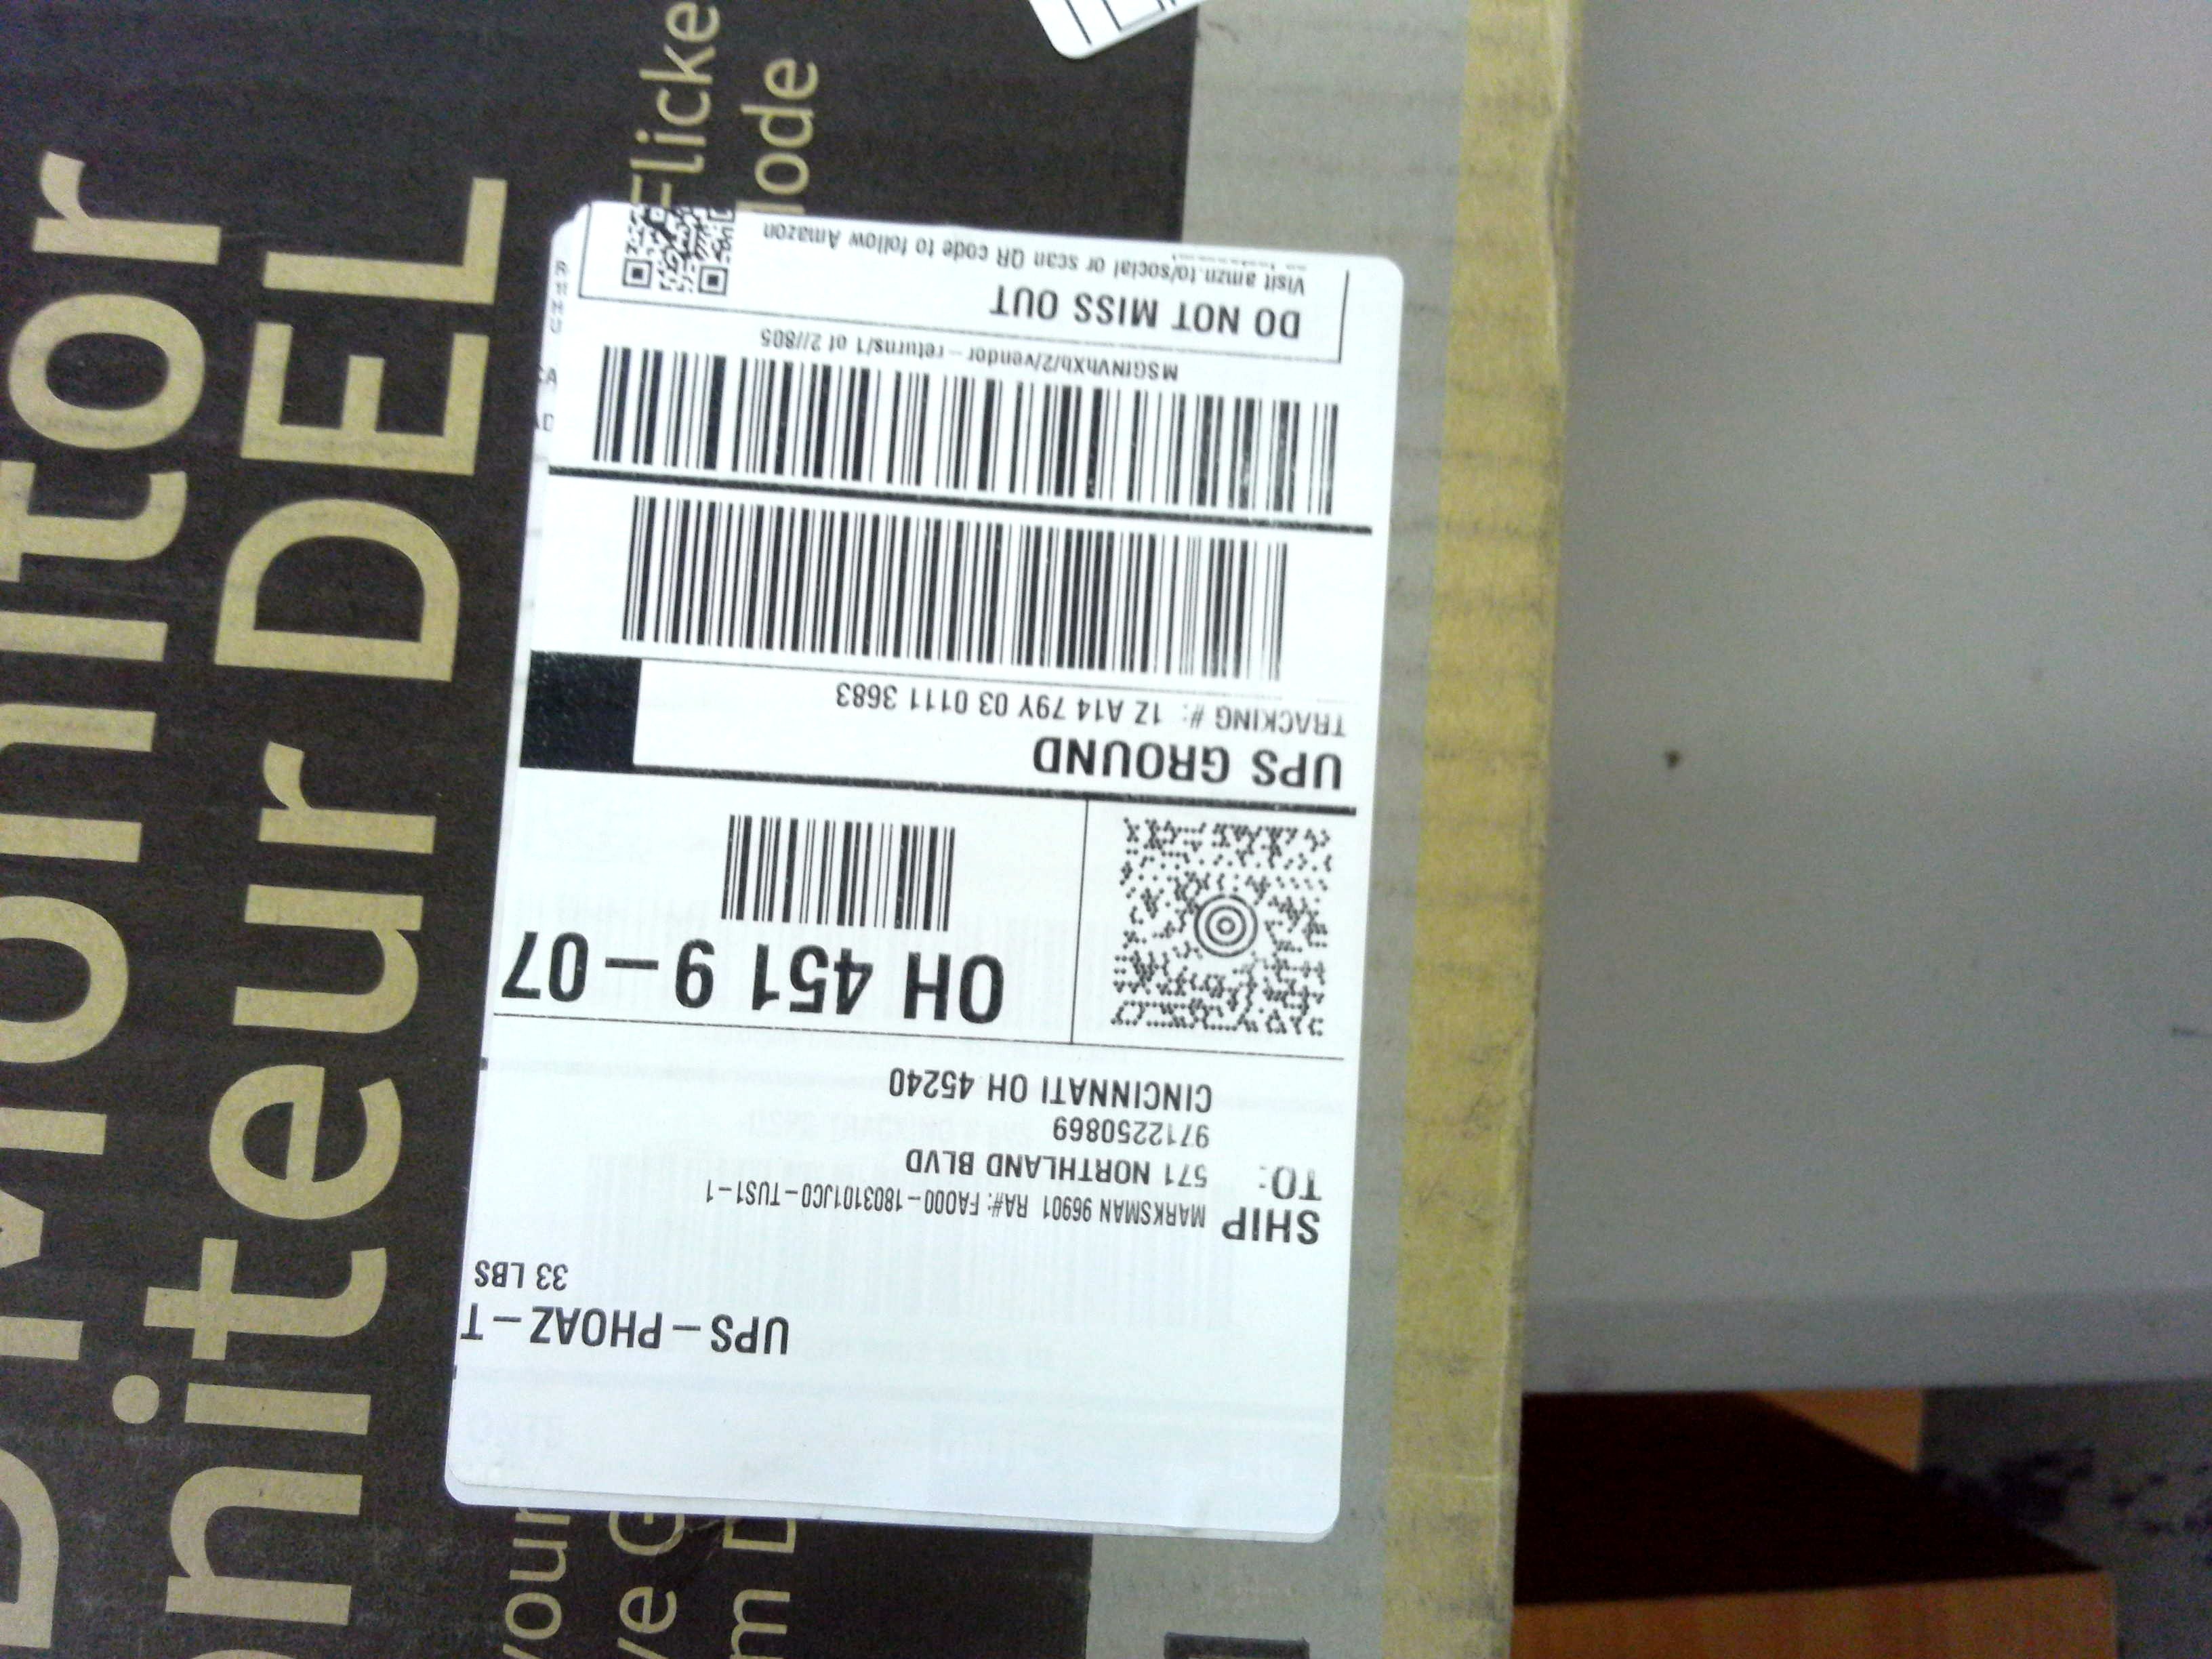 UPS-PHOAZ-T
33 LBS
SHIP
TO:
MARKSMAN 96901 RA#: FA000-1803101JC0-TUS1-1
571 NORTHLAND BLVD
9712250869
CINCINNATI OH 45240
OH 451 9-07
UPS GROUND
TRACKING #: 1Z A14 79Y 03 0111 3683
MSGfNVhXb/2/vendor-returns/1 of 2//805
DO NOT MISS OUT
Visit amzn.to/social or scan QR code to follow Amazon
Monitor
niteur DEL
Flicke
your